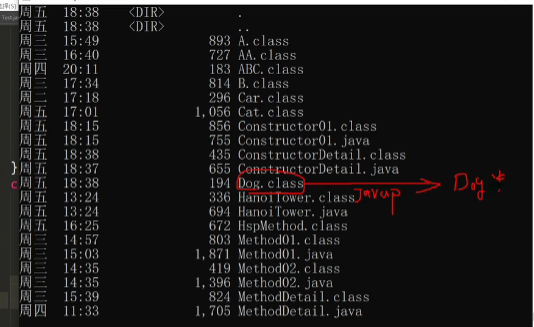 周五 18:38 <DIR> .
周五 18:38 <DIR> ..
周三 15:49 893 A.class
周三 16:40 727 AA.class
周四 20:11 183 ABC.class
周三 17:34 814 B.class
周二 17:18 296 Car.class
周五 17:01 1,056 Cat.class
周五 18:15 856 Constructor01.class
周五 18:15 755 Constructor01.java
周五 18:38 435 ConstructorDetail.class
周五 18:37 655 ConstructorDetail.java
周五 18:38 194 Dog.class javap Dog
周五 13:24 336 HanoiTower.class
周五 13:24 694 HanoiTower.java
周五 16:25 672 HspMethod.class
周三 14:57 803 Method01.class
周三 15:03 1,871 Method01.java
周三 14:35 419 Method02.class
周三 14:35 1,396 Method02.java
周三 15:39 824 MethodDetail.class
周四 11:33 1,705 MethodDetail.java